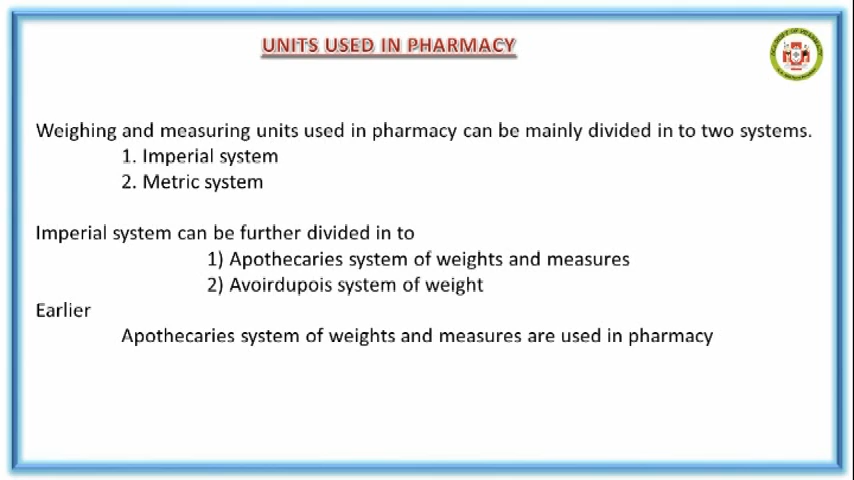 UNITS USED IN PHARMACY
Weighing and measuring units used in pharmacy can be mainly divided in to two systems.
1. Imperial system
2. Metric system
Imperial system can be further divided in to
1) Apothecaries system of weights and measures
2) Avoirdupois system of weight
Earlier
Apothecaries system of weights and measures are used in pharmacy